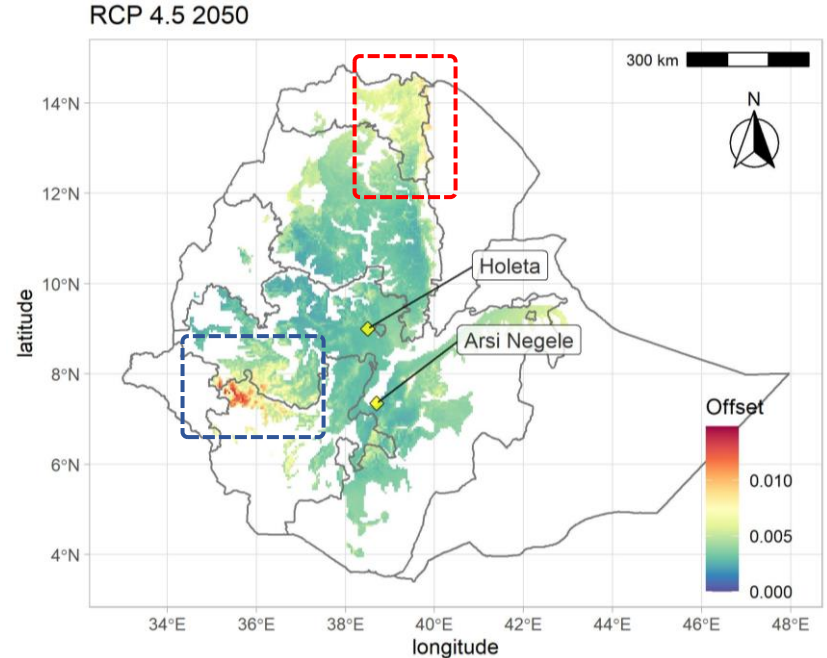 RCP 4.5 2050
300 km
N
14°N
12°N
10°N
8°N
6°N
4°N
latitude
Holeta
Arsi Negele
Offset
0.010
0.005
0.000
34°E 36°E 38°E 40°E 42°E 44°E 46°E 48°E
longitude